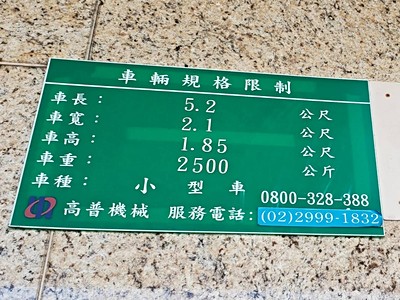 車輛規格限制
車長： 5.2 公尺
車寬： 2.1 公尺
車高： 1.85 公尺
車重： 2500 公斤
車種： 小型車
0800-328-388
高普機械 服務電話：(02)2999-1832